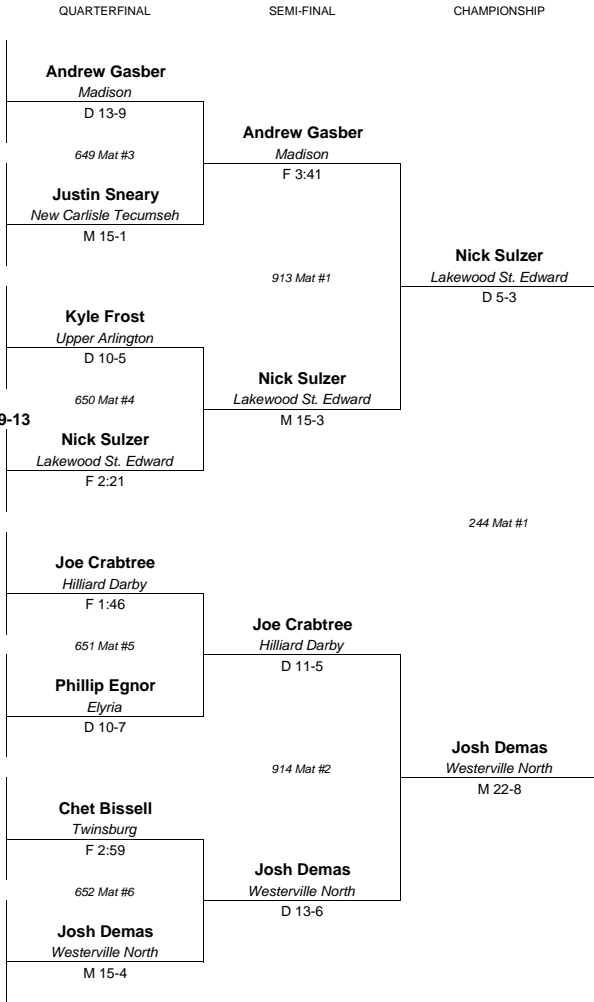 QUARTERFINAL
SEMI-FINAL
CHAMPIONSHIP
Andrew Gasber
Madison
D 13-9
649 Mat #3
Justin Sneary
New Carlisle Tecumseh
M 15-1
Kyle Frost
Upper Arlington
D 10-5
650 Mat #4
9-13
Nick Sulzer
Lakewood St. Edward
F 2:21
Joe Crabtree
Hilliard Darby
F 1:46
651 Mat #5
Phillip Egnor
Elyria
D 10-7
Chet Bissell
Twinsburg
F 2:59
652 Mat #6
Josh Demas
Westerville North
M 15-4
Andrew Gasber
Madison
F 3:41
913 Mat #1
Nick Sulzer
Lakewood St. Edward
M 15-3
Joe Crabtree
Hilliard Darby
D 11-5
914 Mat #2
Josh Demas
Westerville North
D 13-6
Nick Sulzer
Lakewood St. Edward
D 5-3
244 Mat #1
Josh Demas
Westerville North
M 22-8